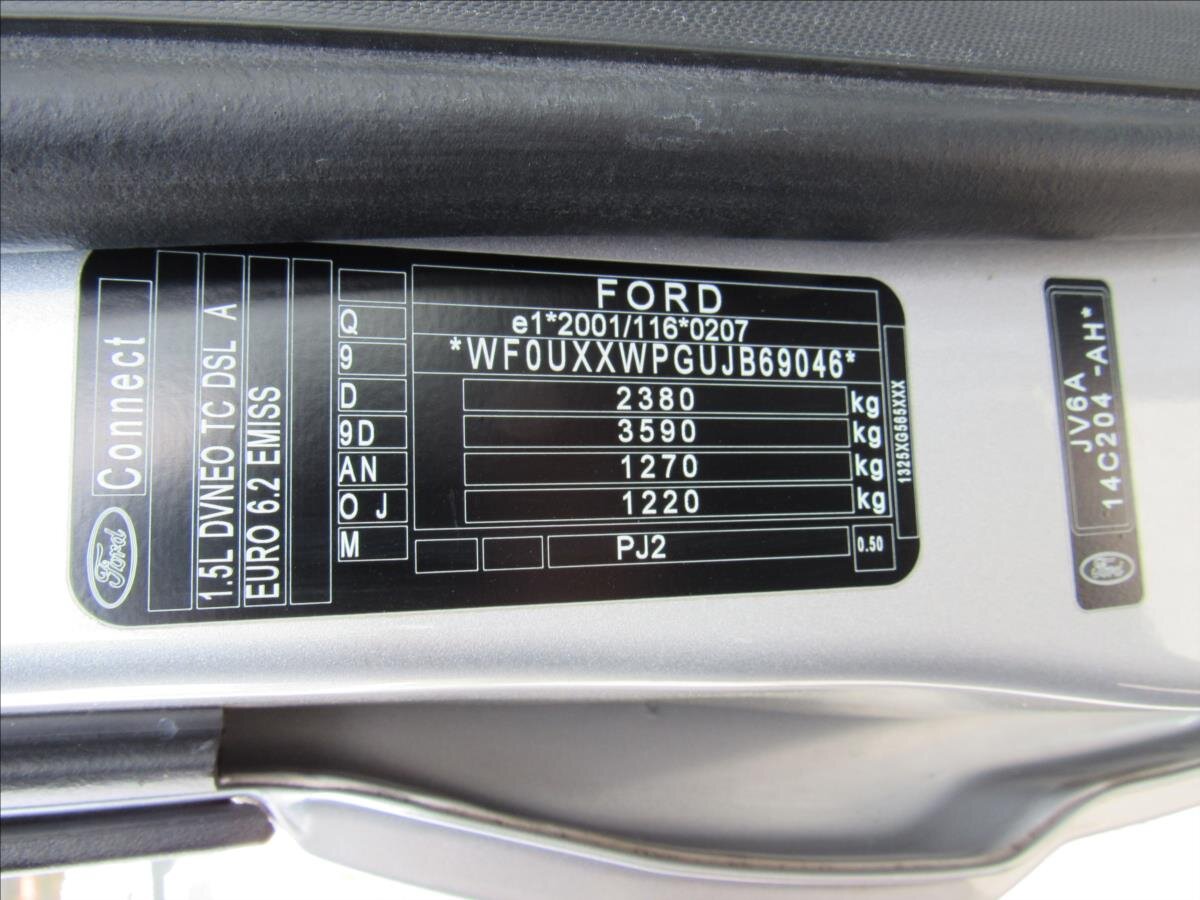 Ford
Connect
1.5L DVNEO TC DSL A
EURO 6.2 EMISS
Q
9
D
9D
AN
O J
M
FORD
e1*2001/116*0207
*WF0UXXWPGUJB69046*
2380 kg
3590 kg
1270 kg
1220 kg
PJ2
0.50
1325XG565XXX
Ford
JV6A
14C204 -AH*